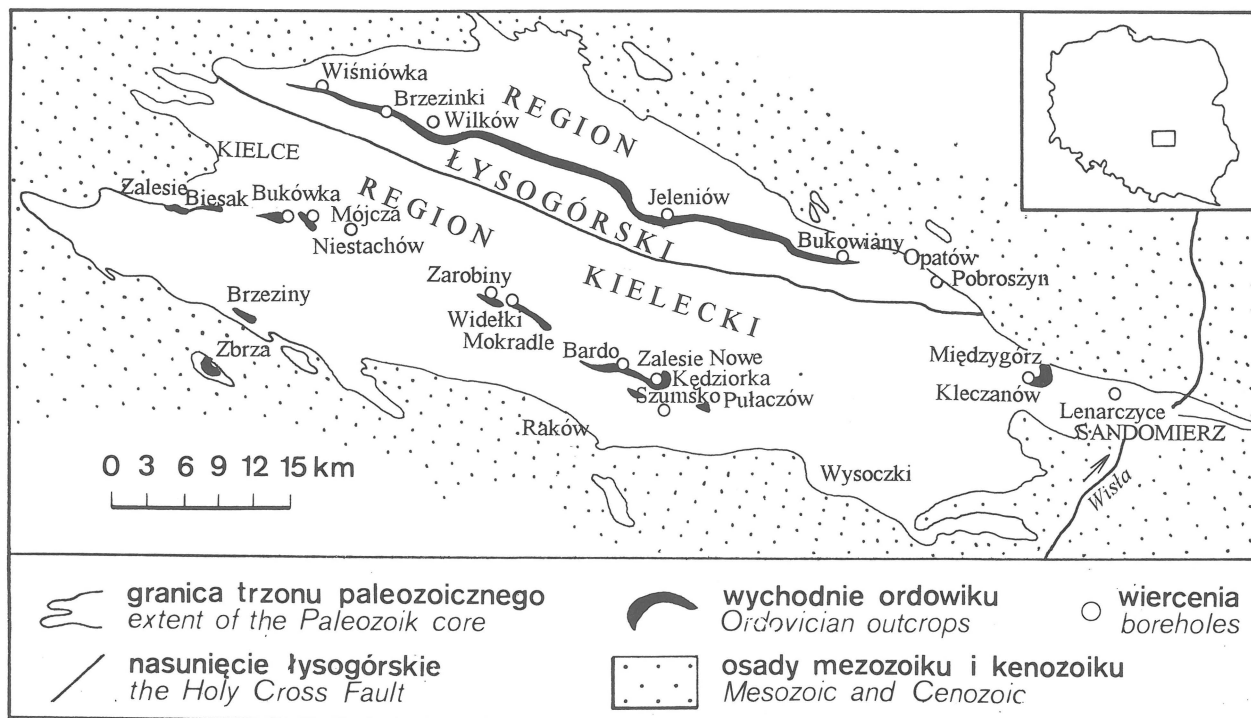 Wiśniówka
Brzezinki
Wilków
REGION
ŁYSOGÓRSKI
KIELCE
REGION
KIELECKI
Zalesie
Biesak
Bukówka
Mójcza
Niestachów
Jeleniów
Bukowiany
Opatów
Pobroszyn
Brzeziny
Zbrza
Zarobiny
Widełki
Mokradle
Bardo
Zalesie Nowe
Kędziorka
Szumsko
Pułaczów
Raków
Międzygórz
Kleczanów
Lenarczyce
SANDOMIERZ
Wysoczki
Wisła
0 3 6 9 12 15 km
granica trzonu paleozoicznego
extent of the Paleozoik core
nasunięcie łysogórskie
the Holy Cross Fault
wychodnie ordowiku
Ordovician outcrops
wiercenia
boreholes
osady mezozoiku i kenozoiku
Mesozoic and Cenozoic